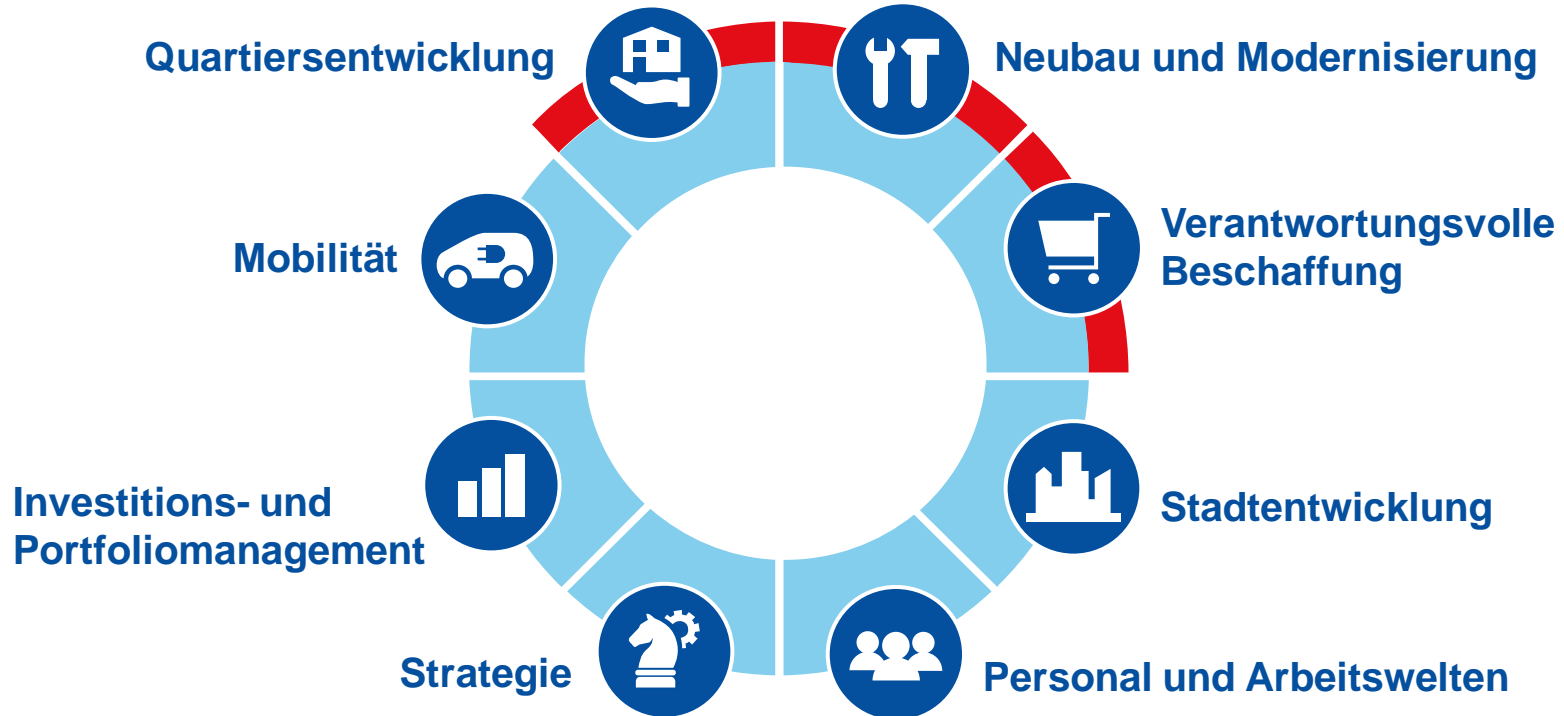 Quartiersentwicklung
Neubau und Modernisierung
Mobilität
Verantwortungsvolle
Beschaffung
Investitions- und
Portfoliomanagement
Stadtentwicklung
Strategie
Personal und Arbeitswelten